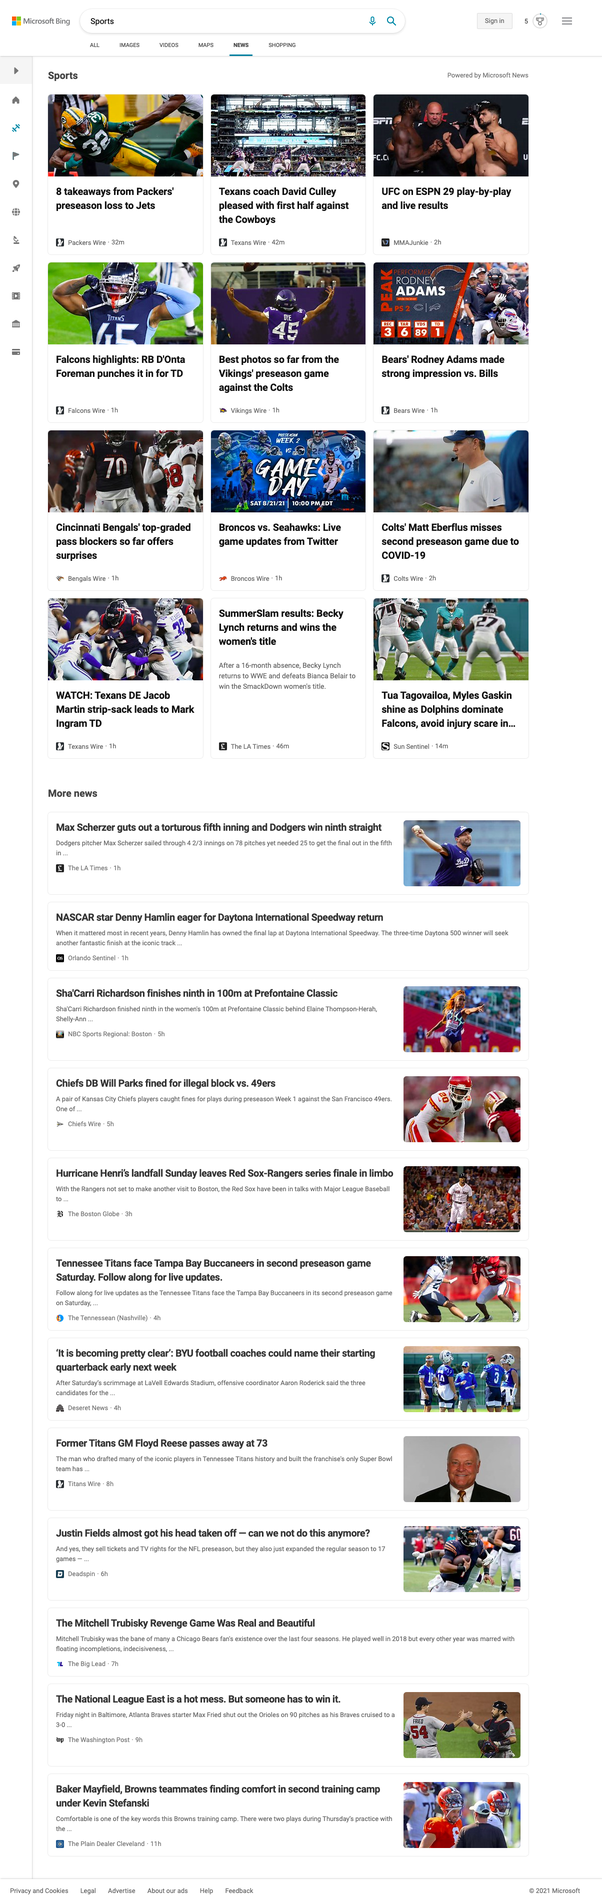 Microsoft Bing
Sports
Sign in
5
ALL
IMAGES
VIDEOS
MAPS
NEWS
SHOPPING
Sports
Powered by Microsoft News
8 takeaways from Packers'
preseason loss to Jets
Packers Wire · 32m
Texans coach David Culley
pleased with first half against
the Cowboys
Texans Wire · 42m
UFC on ESPN 29 play-by-play
and live results
MMAJunkie · 2h
TITANS
45
Falcons highlights: RB D'Onta
Foreman punches it in for TD
Falcons Wire · 1h
DYE
45
Best photos so far from the
Vikings' preseason game
against the Colts
Vikings Wire · 1h
PEAK
PERFORMER
RODNEY
ADAMS
3 6 89 1
Bears' Rodney Adams made
strong impression vs. Bills
Bears Wire · 1h
70
Cincinnati Bengals' top-graded
pass blockers so far offers
surprises
Bengals Wire · 1h
PRESEASON
WEEK 2
GAME
DAY
SAT 8/21/21 | 10:00 PM EDT
Broncos vs. Seahawks: Live
game updates from Twitter
Broncos Wire · 1h
Colts' Matt Eberflus misses
second preseason game due to
COVID-19
Colts Wire · 2h
WATCH: Texans DE Jacob
Martin strip-sack leads to Mark
Ingram TD
Texans Wire · 1h
SummerSlam results: Becky
Lynch returns and wins the
women's title
After a 16-month absence, Becky Lynch
returns to WWE and defeats Bianca Belair to
win the SmackDown women's title.
The LA Times · 46m
27
Tua Tagovailoa, Myles Gaskin
shine as Dolphins dominate
Falcons, avoid injury scare in...
Sun Sentinel · 14m
More news
Max Scherzer guts out a torturous fifth inning and Dodgers win ninth straight
Dodgers pitcher Max Scherzer sailed through 4 2/3 innings on 78 pitches yet needed 25 to get the final out in the fifth
in ...
The LA Times · 1h
NASCAR star Denny Hamlin eager for Daytona International Speedway return
When it mattered most in recent years, Denny Hamlin has owned the final lap at Daytona International Speedway. The three-time Daytona 500 winner will seek
another fantastic finish at the iconic track ...
Orlando Sentinel · 1h
Sha'Carri Richardson finishes ninth in 100m at Prefontaine Classic
Sha'Carri Richardson finished ninth in the women's 100m at Prefontaine Classic behind Elaine Thompson-Herah,
Shelly-Ann ...
NBC Sports Regional: Boston · 5h
Chiefs DB Will Parks fined for illegal block vs. 49ers
A pair of Kansas City Chiefs players caught fines for plays during preseason Week 1 against the San Francisco 49ers.
One of ...
Chiefs Wire · 5h
Hurricane Henri's landfall Sunday leaves Red Sox-Rangers series finale in limbo
With the Rangers not set to make another visit to Boston, the Red Sox have been in talks with Major League Baseball
to ...
The Boston Globe · 3h
Tennessee Titans face Tampa Bay Buccaneers in second preseason game
Saturday. Follow along for live updates.
Follow along for live updates as the Tennessee Titans face the Tampa Bay Buccaneers in its second preseason game
on Saturday, ...
The Tennessean (Nashville) · 4h
'It is becoming pretty clear': BYU football coaches could name their starting
quarterback early next week
After Saturday's scrimmage at LaVell Edwards Stadium, offensive coordinator Aaron Roderick said the three
candidates for the ...
Deseret News · 4h
Former Titans GM Floyd Reese passes away at 73
The man who drafted many of the iconic players in Tennessee Titans history and built the franchise's only Super Bowl
team has ...
Titans Wire · 8h
Justin Fields almost got his head taken off — can we not do this anymore?
And yes, they sell tickets and TV rights for the NFL preseason, but they also just expanded the regular season to 17
games — ...
Deadspin · 6h
The Mitchell Trubisky Revenge Game Was Real and Beautiful
Mitchell Trubisky was the bane of many a Chicago Bears fan's existence over the last four seasons. He played well in 2018 but every other year was marred with
floating incompletions, indecisiveness, ...
The Big Lead · 7h
The National League East is a hot mess. But someone has to win it.
Friday night in Baltimore, Atlanta Braves starter Max Fried shut out the Orioles on 90 pitches as his Braves cruised to a
3-0 ...
The Washington Post · 9h
FRIED
54
Baker Mayfield, Browns teammates finding comfort in second training camp
under Kevin Stefanski
Comfortable is one of the key words this Browns training camp. There were two plays during Thursday's practice with
the ...
The Plain Dealer Cleveland · 11h
Privacy and Cookies
Legal
Advertise
About our ads
Help
Feedback
© 2021 Microsoft